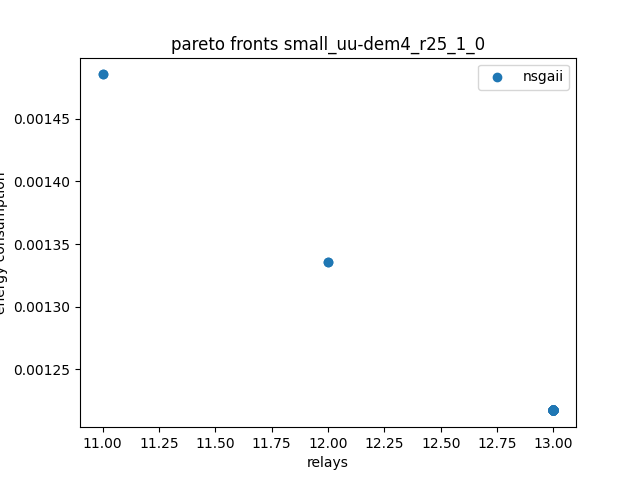 pareto fronts small_uu-dem4_r25_1_0
nsgaii
0.00145
0.00140
0.00135
0.00130
0.00125
energy consumption
11.00 11.25 11.50 11.75 12.00 12.25 12.50 12.75 13.00
relays